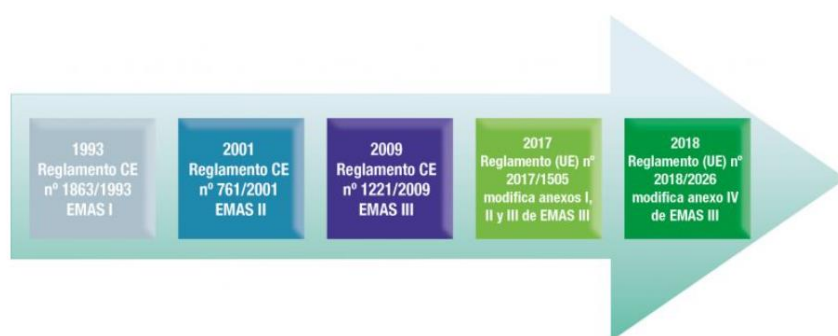 1993
Reglamento CE
nº 1863/1993
EMAS I
2001
Reglamento CE
nº 761/2001
EMAS II
2009
Reglamento CE
nº 1221/2009
EMAS III
2017
Reglamento (UE) nº
2017/1505
modifica anexos I,
II y III de EMAS III
2018
Reglamento (UE) nº
2018/2026
modifica anexo IV
de EMAS III